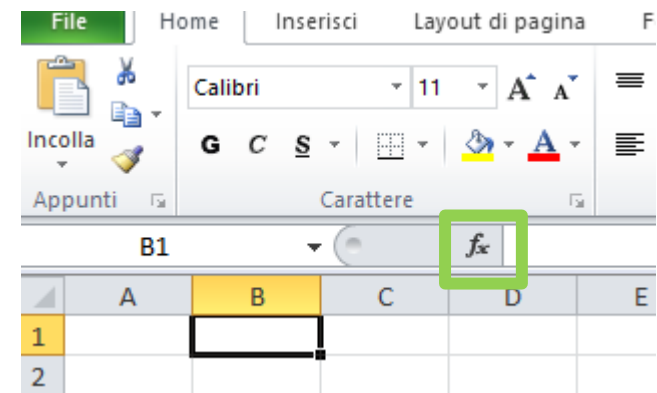 File Home Inserisci Layout di pagina F
Calibri 11 A A
Incolla G C S A
Appunti Carattere
B1 fx
A B C D E
1
2